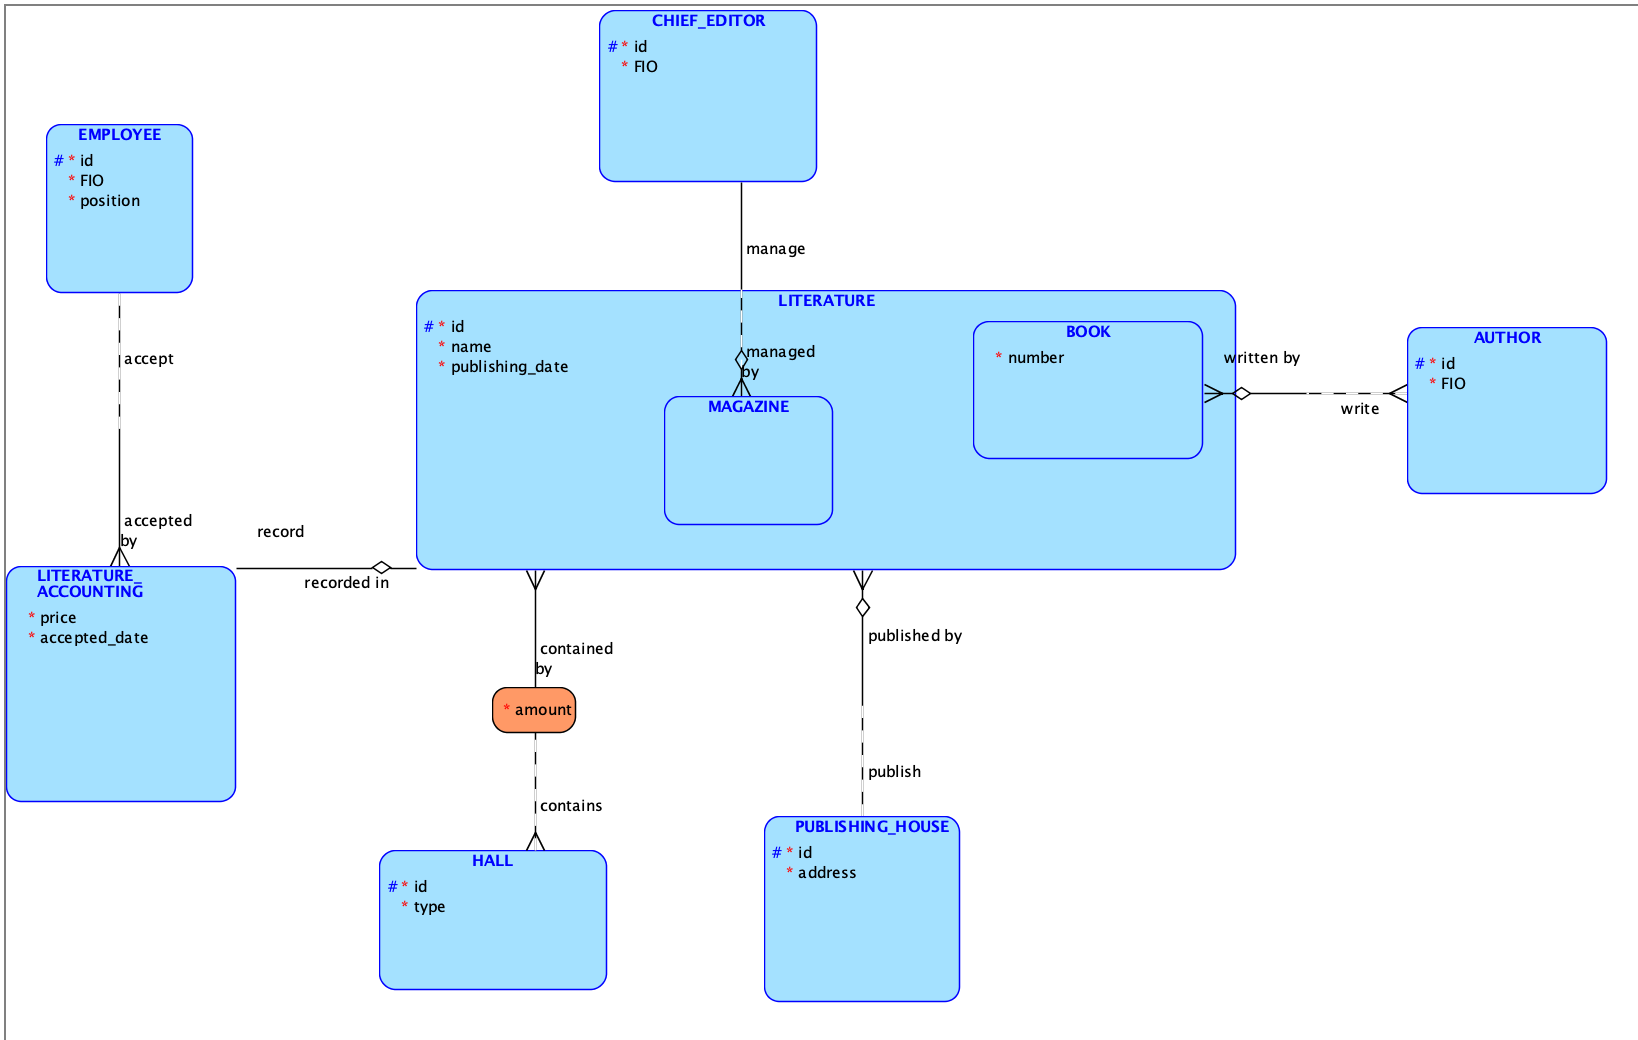 CHIEF_EDITOR
# * id
* FIO
EMPLOYEE
# * id
* FIO
* position
manage
LITERATURE
# * id
* name
* publishing_date
managed
by
MAGAZINE
BOOK
* number
written by
write
AUTHOR
# * id
* FIO
accept
accepted
by
record
recorded in
LITERATURE_
ACCOUNTING
* price
* accepted_date
contained
by
* amount
contains
HALL
# * id
* type
published by
publish
PUBLISHING_HOUSE
# * id
* address